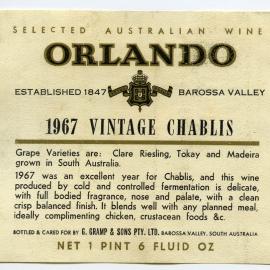 SELECTED AUSTRALIAN WINE
ORLANDO
ESTABLISHED 1847 BAROSSA VALLEY
1967 VINTAGE CHABLIS
Grape Varieties are: Clare Riesling, Tokay and Madeira
grown in South Australia.
1967 was an excellent year for Chablis, and this wine
produced by cold and controlled fermentation is delicate,
with full bodied fragrance, nose and palate, with a clean
crisp balanced finish. It blends well with any planned meal,
ideally complimenting chicken, crustacean foods &c.
BOTTLED & CARED FOR BY G. GRAMP & SONS PTY. LTD. BAROSSA VALLEY, SOUTH AUSTRALIA
NET 1 PINT 6 FLUID OZ